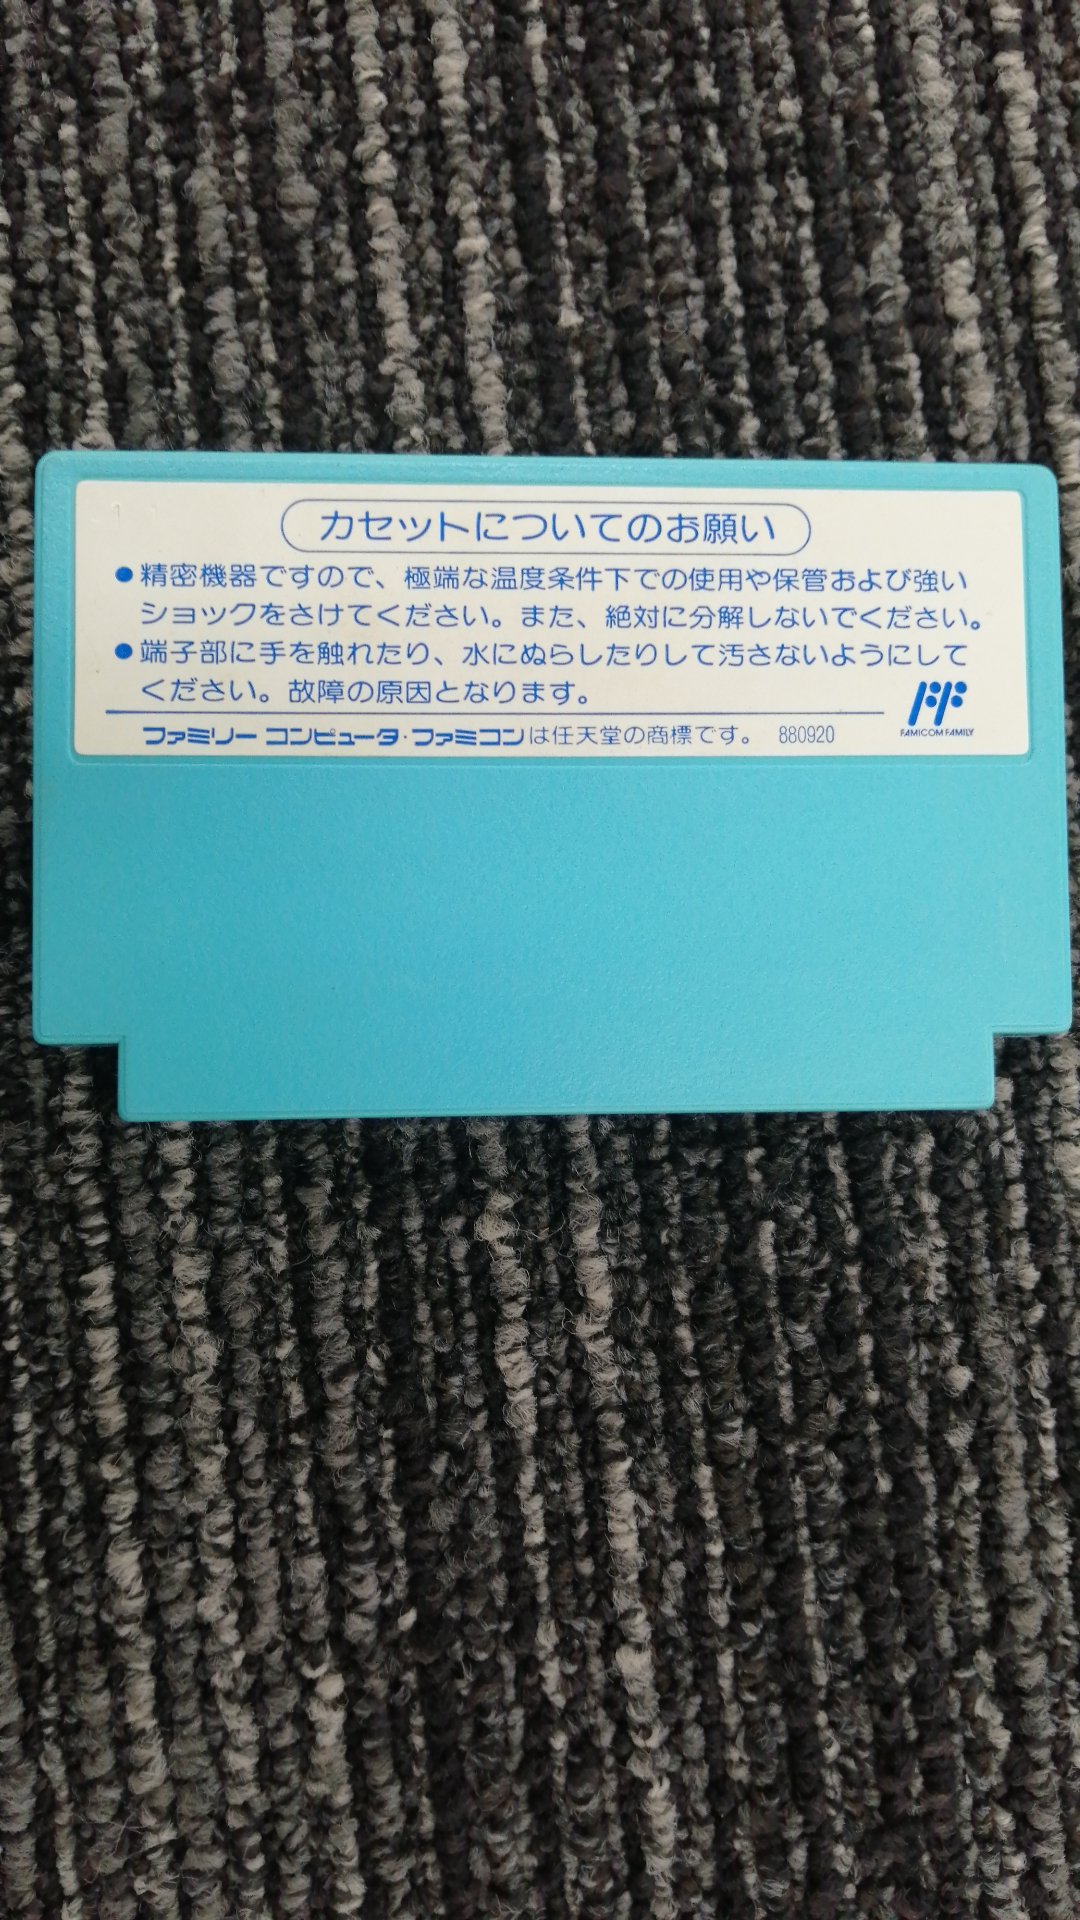 カセットについてのお願い
●精密機器ですので、極端な温度条件下での使用や保管および強い
ショックをさけてください。また、絶対に分解しないでください。
●端子部に手を触れたり、水にぬらしたりして汚さないようにして
ください。故障の原因となります。
FAMICOM FAMILY
ファミリー コンピュータ・ファミコンは任天堂の商標です。 880920